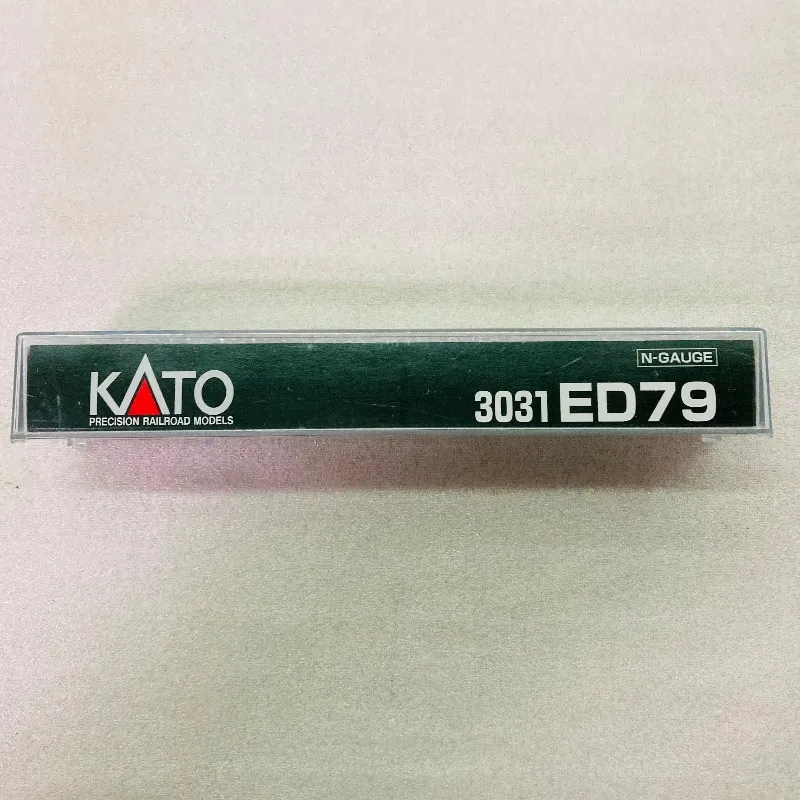 KATO
PRECISION RAILROAD MODELS
N-GAUGE
3031 ED79